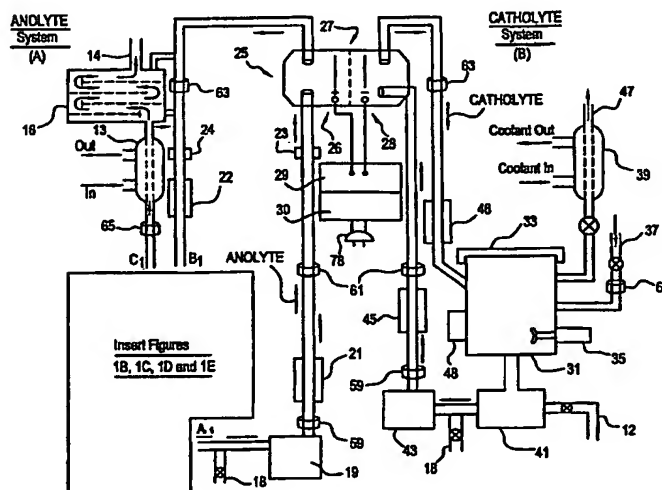 ANOLYTE
System
(A)
27
CATHOLYTE
System
(B)
14
25
63
63
47
16
CATHOLYTE
Coolant Out
13
23
26
28
39
Out
24
29
Coolant In
In
22
30
48
33
37
65
78
C1
B1
ANOLYTE
61
6
Insert Figures
1B, 1C, 1D and 1E
45
21
48
35
31
59
A1
59
12
18
19
43
18
41